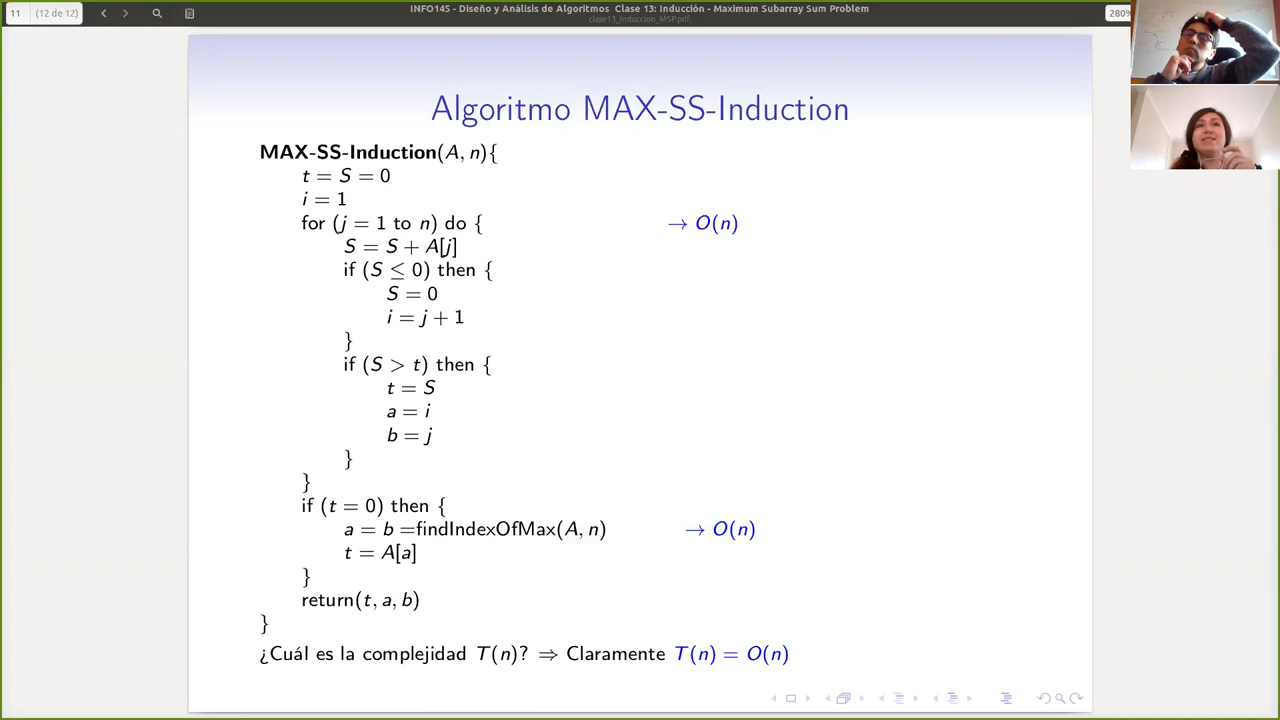 11 (12 de 12)
INFO145 - Diseño y Análisis de Algoritmos Clase 13: Inducción - Maximum Subarray Sum Problem
clase13_Induccion_MSP.pdf
280%
Algoritmo MAX-SS-Induction
MAX-SS-Induction(A, n){
t = S = 0
i = 1
for (j = 1 to n) do { → O(n)
S = S + A[j]
if (S ≤ 0) then {
S = 0
i = j + 1
}
if (S > t) then {
t = S
a = i
b = j
}
}
if (t = 0) then {
a = b =findIndexOfMax(A, n) → O(n)
t = A[a]
}
return(t, a, b)
}
¿Cuál es la complejidad T(n)? ⇒ Claramente T(n) = O(n)